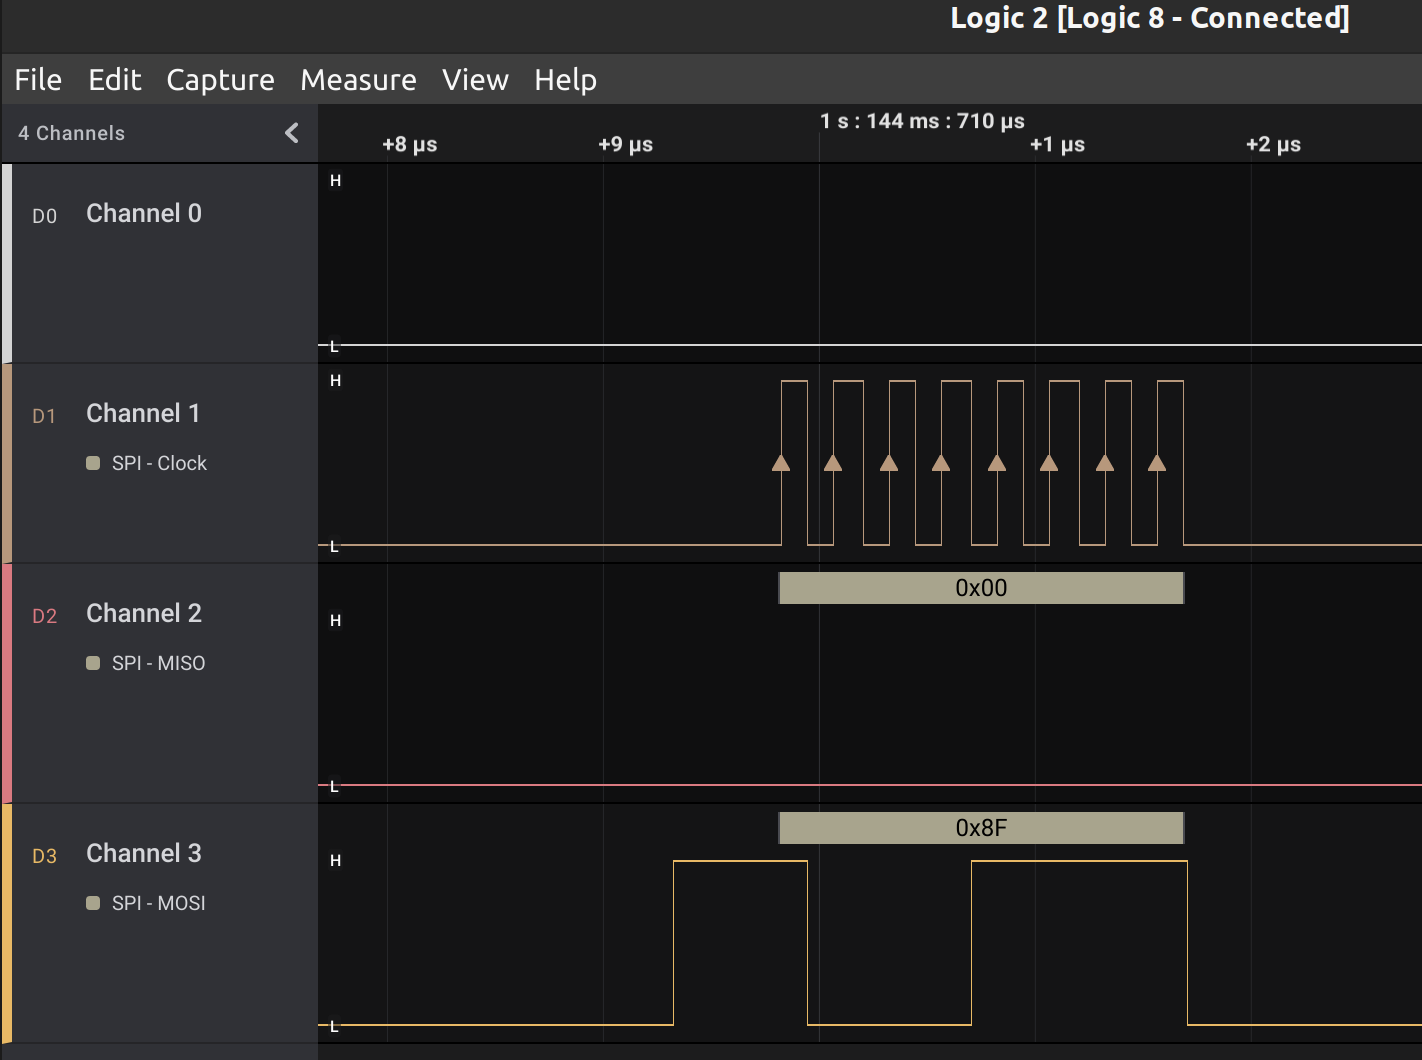 Logic 2 [Logic 8 - Connected]
File Edit Capture Measure View Help
4 Channels
1 s : 144 ms : 710 µs
+8 µs +9 µs +1 µs +2 µs
D0 Channel 0
H
L
D1 Channel 1
SPI - Clock
H
L
D2 Channel 2
SPI - MISO
0x00
H
L
D3 Channel 3
SPI - MOSI
0x8F
H
L